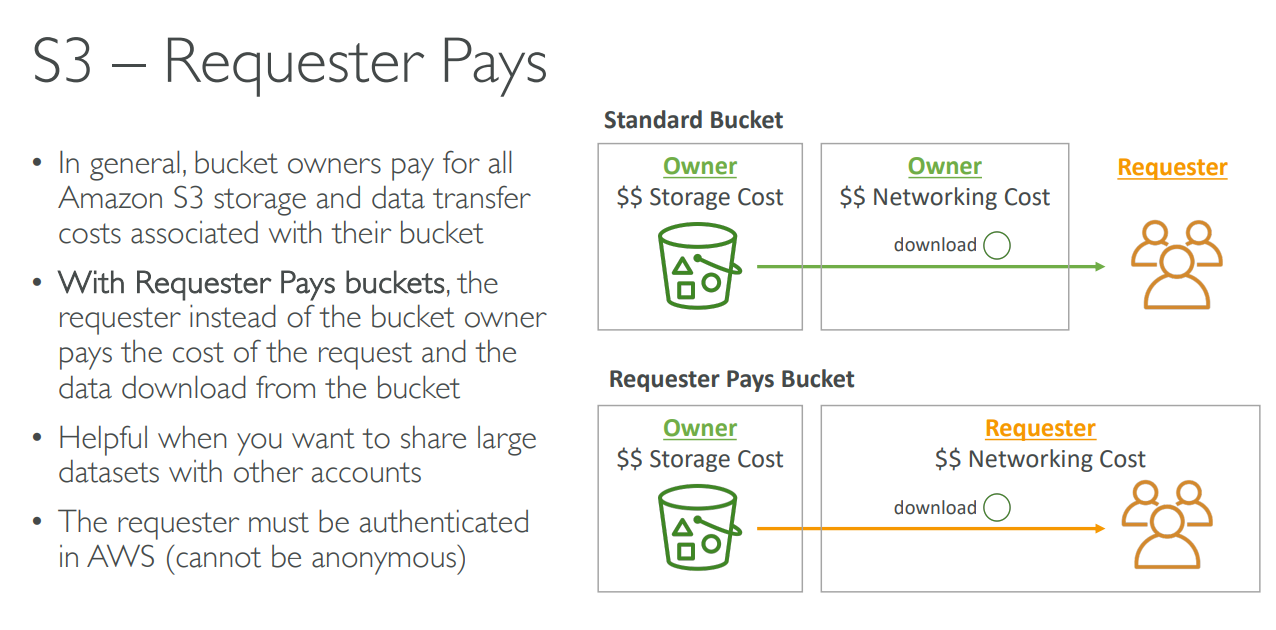 S3 – Requester Pays
• In general, bucket owners pay for all
Amazon S3 storage and data transfer
costs associated with their bucket
• With Requester Pays buckets, the
requester instead of the bucket owner
pays the cost of the request and the
data download from the bucket
• Helpful when you want to share large
datasets with other accounts
• The requester must be authenticated
in AWS (cannot be anonymous)
Standard Bucket
Owner
$$ Storage Cost
Owner
$$ Networking Cost
download
Requester
Requester Pays Bucket
Owner
$$ Storage Cost
Requester
$$ Networking Cost
download